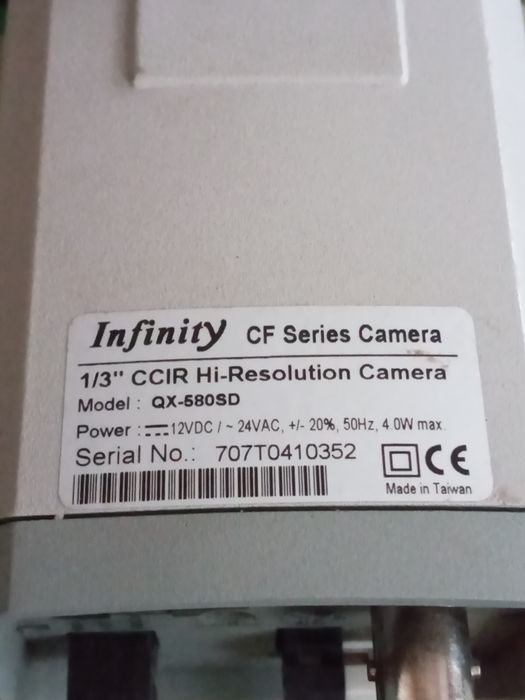 Infinity CF Series Camera
1/3" CCIR Hi-Resolution Camera
Model : QX-580SD
Power : 12VDC / ~ 24VAC, +/- 20%, 50Hz, 4.0W max.
Serial No.: 707T0410352
CE
Made in Taiwan